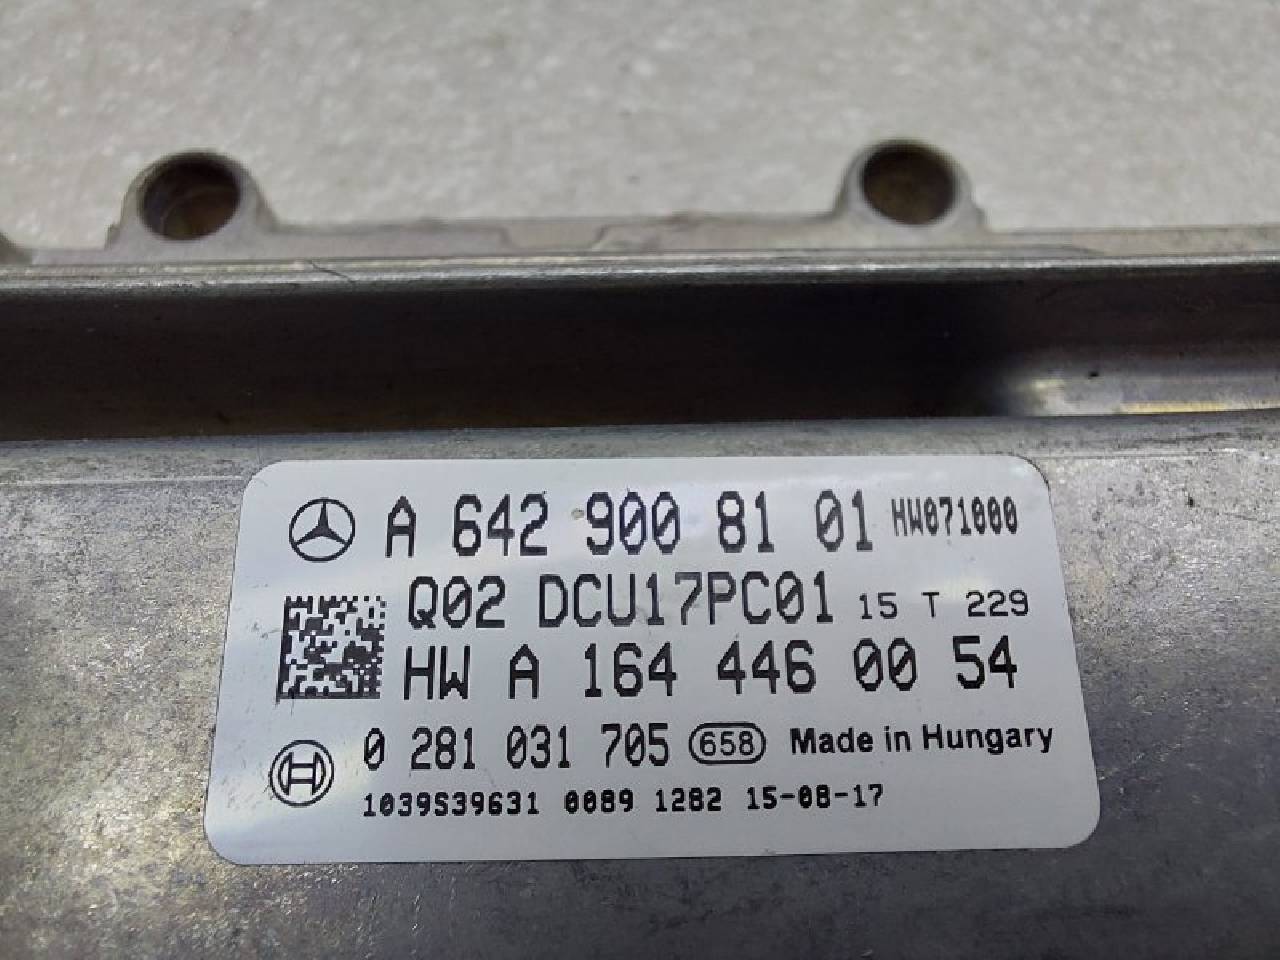 A 642 900 81 01 HW071000
Q02 DCU17PC01 15 T 229
HW A 164 446 00 54
0 281 031 705 658 Made in Hungary
1039S39631 0089 1282 15-08-17